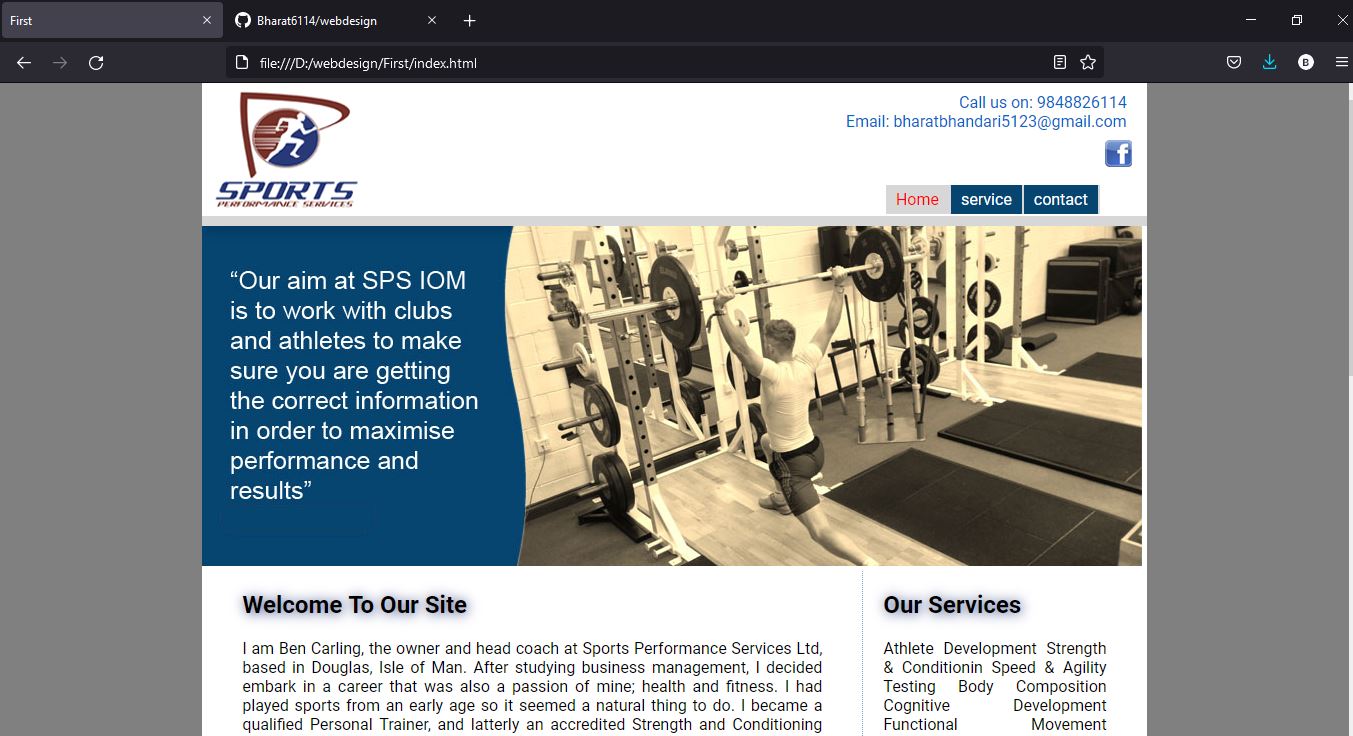 First
Bharat6114/webdesign
file:///D:/webdesign/First/index.html
B
SPORTS
PERFORMANCE SERVICES
Call us on: 9848826114
Email: bharatbhandari5123@gmail.com
f
Home service contact
“Our aim at SPS IOM
is to work with clubs
and athletes to make
sure you are getting
the correct information
in order to maximise
performance and
results”
Welcome To Our Site
I am Ben Carling, the owner and head coach at Sports Performance Services Ltd,
based in Douglas, Isle of Man. After studying business management, I decided
embark in a career that was also a passion of mine; health and fitness. I had
played sports from an early age so it seemed a natural thing to do. I became a
qualified Personal Trainer, and latterly an accredited Strength and Conditioning
Our Services
Athlete Development Strength
& Conditionin Speed & Agility
Testing Body Composition
Cognitive Development
Functional Movement